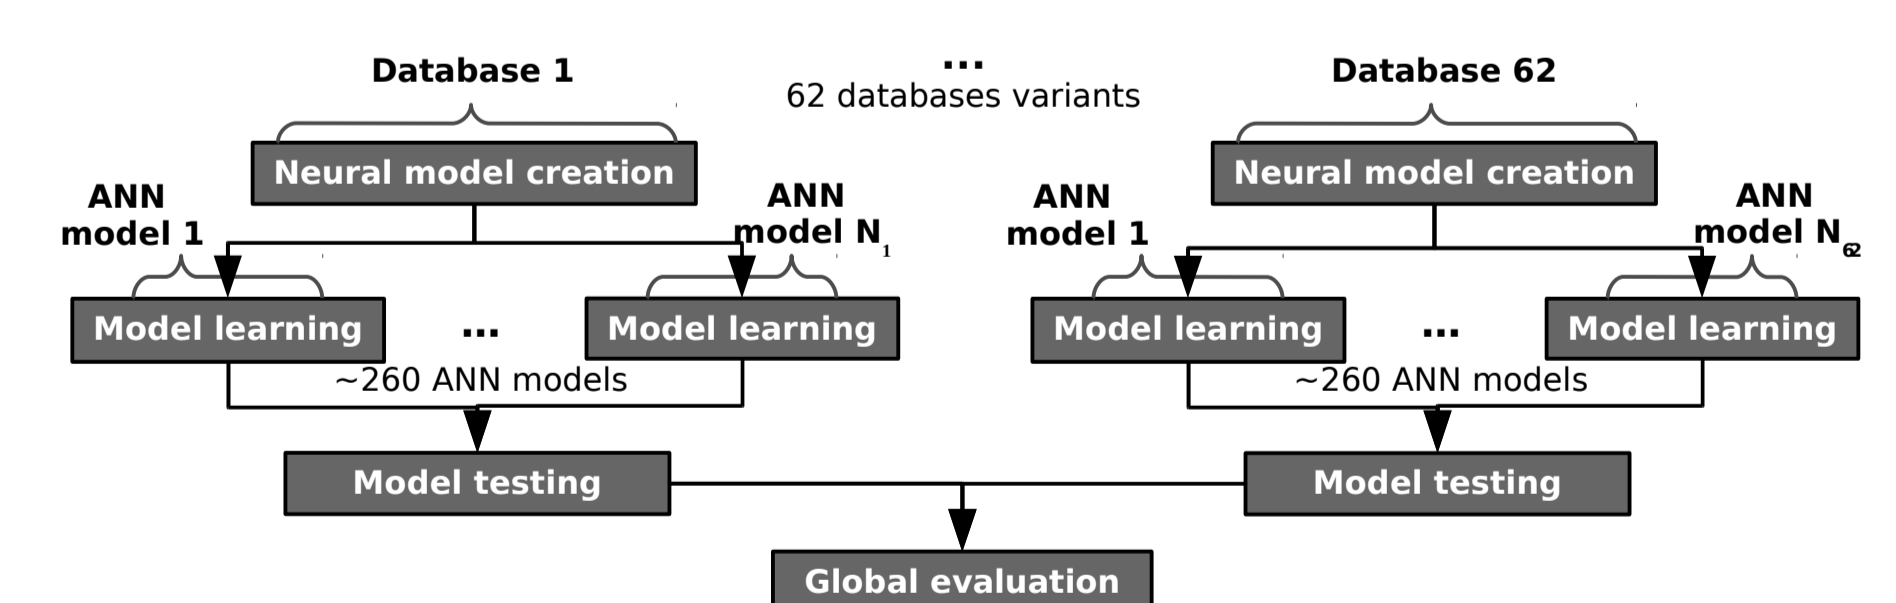 Database 1
...
62 databases variants
Database 62
Neural model creation
Neural model creation
ANN
model 1
ANN
model N1
ANN
model 1
ANN
model N62
Model learning
...
Model learning
Model learning
...
Model learning
~260 ANN models
~260 ANN models
Model testing
Model testing
Global evaluation